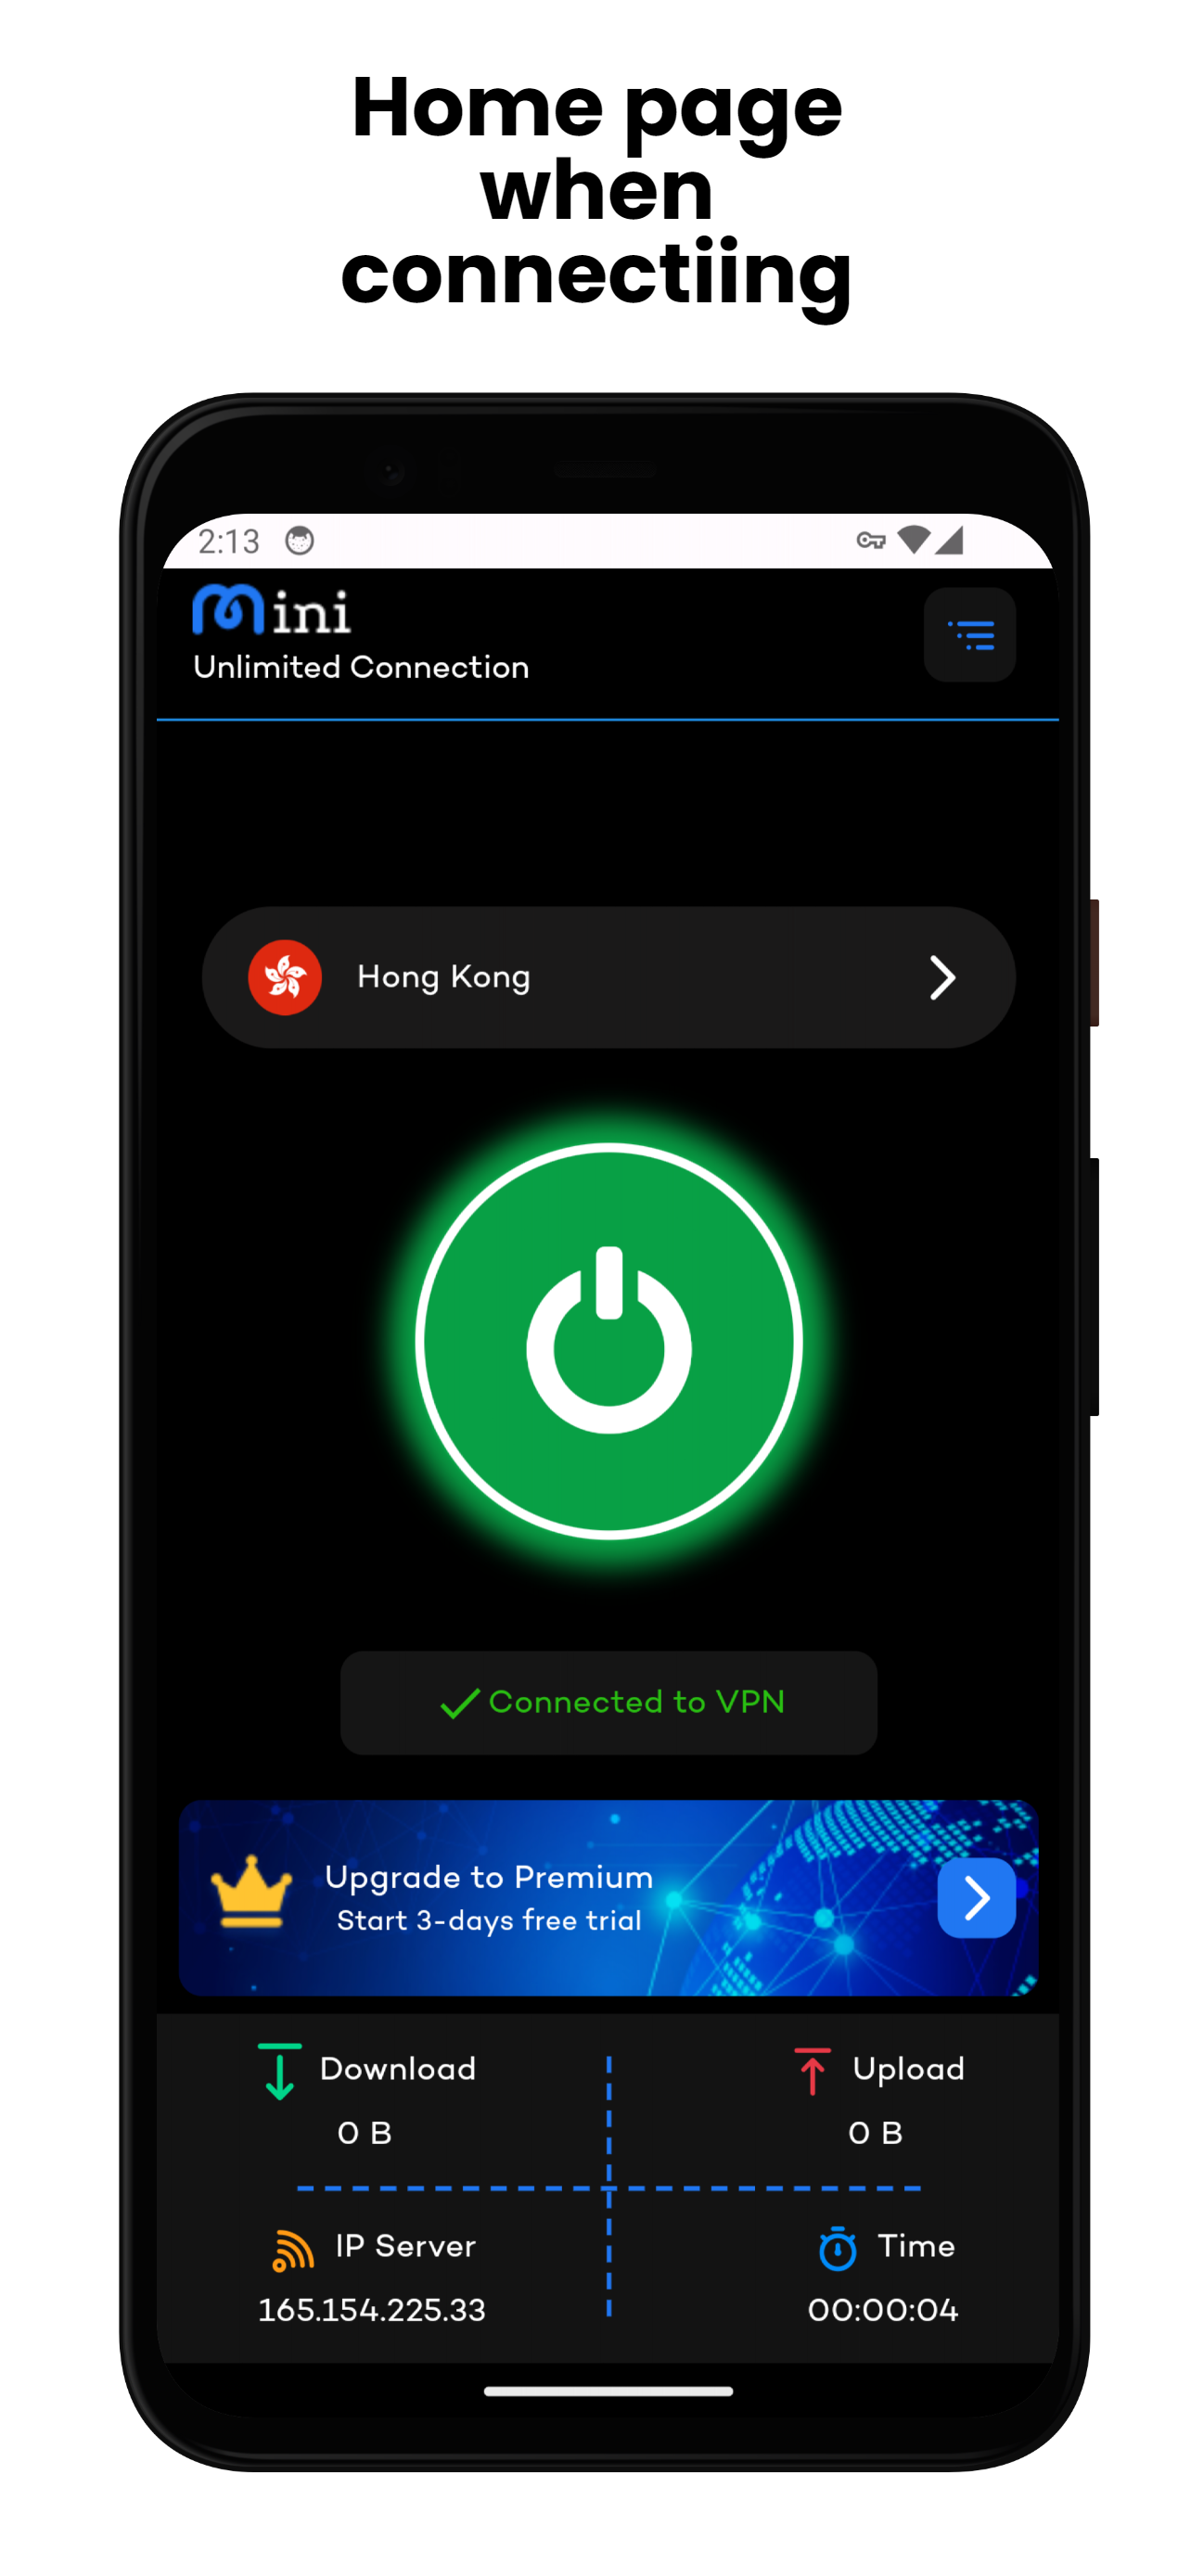 Home page
when
connectiing
2:13
Mini
Unlimited Connection
Hong Kong
Connected to VPN
Upgrade to Premium
Start 3-days free trial
Download
Upload
0 B
0 B
IP Server
Time
165.154.225.33
00:00:04